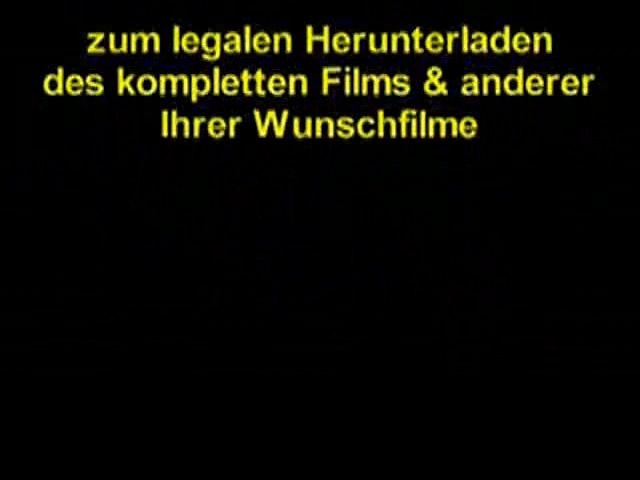 zum legalen Herunterladen
des kompletten Films & anderer
Ihrer Wunschfilme